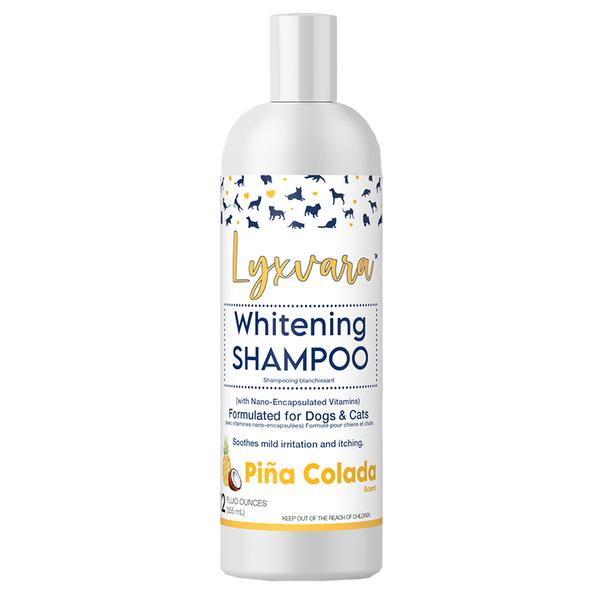 Lyxvara™
Whitening
SHAMPOO
Shampooing blanchissant
(with Nano-Encapsulated Vitamins)
Formulated for Dogs & Cats
(avec vitamines nano-encapsulées) Formulé pour chiens et chats
Soothes mild irritation and itching.
Piña Colada
Scent
2 FLUID OUNCES
(355 mL)
KEEP OUT OF THE REACH OF CHILDREN